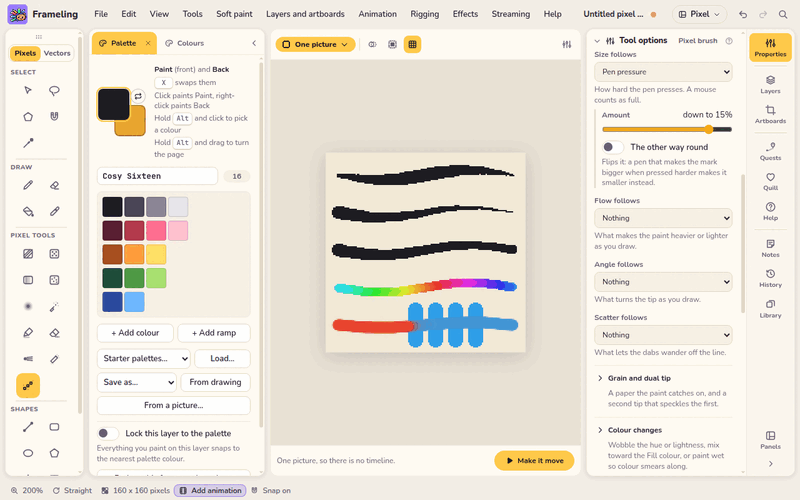 Frameling
File Edit View Tools Soft paint Layers and artboards Animation Rigging Effects Streaming Help
Untitled pixel ...
Pixel
Pixels
Vectors
SELECT
DRAW
PIXEL TOOLS
SHAPES
Palette
Colours
Paint (front) and Back
X swaps them
Click paints Paint, right-
click paints Back
Hold Alt and click to pick
a colour
Hold Alt and drag to turn
the page
Cosy Sixteen
16
+ Add colour
+ Add ramp
Starter palettes...
Load...
Save as...
From drawing
From a picture...
Lock this layer to the palette
Everything you paint on this layer snaps to
the nearest palette colour.
One picture
One picture, so there is no timeline.
Make it move
Tool options
Pixel brush
Size follows
Pen pressure
How hard the pen presses. A mouse
counts as full.
Amount
down to 15%
The other way round
Flips it: a pen that makes the mark
bigger when pressed harder makes it
smaller instead.
Flow follows
Nothing
What makes the paint heavier or lighter
as you draw.
Angle follows
Nothing
What turns the tip as you draw.
Scatter follows
Nothing
What lets the dabs wander off the line.
Grain and dual tip
A paper the paint catches on, and a
second tip that speckles the first.
Colour changes
Wobble the hue or lightness, mix
toward the Fill colour, or paint wet
so colour smears along.
Properties
Layers
Artboards
Quests
Quill
Help
Notes
History
Library
Panels
200%
Straight
160 x 160 pixels
Add animation
Snap on